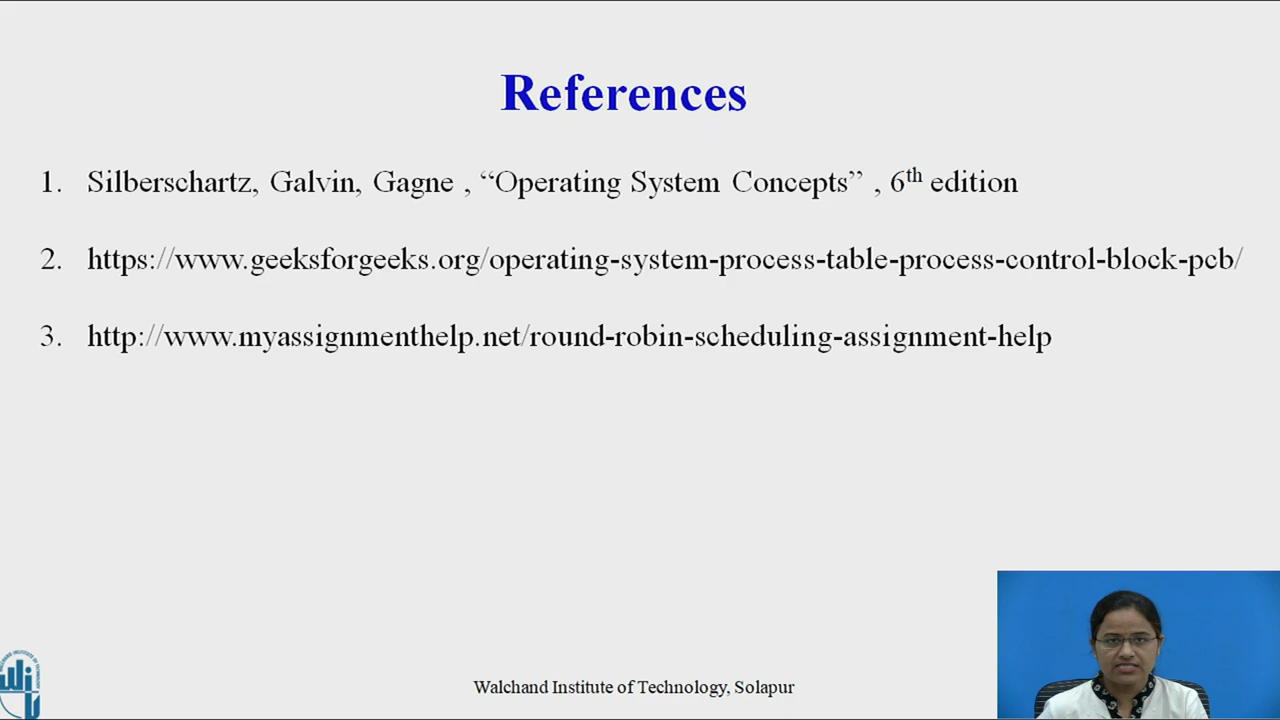 References
1. Silberschartz, Galvin, Gagne , “Operating System Concepts” , 6th edition
2. https://www.geeksforgeeks.org/operating-system-process-table-process-control-block-pcb/
3. http://www.myassignmenthelp.net/round-robin-scheduling-assignment-help
Walchand Institute of Technology, Solapur